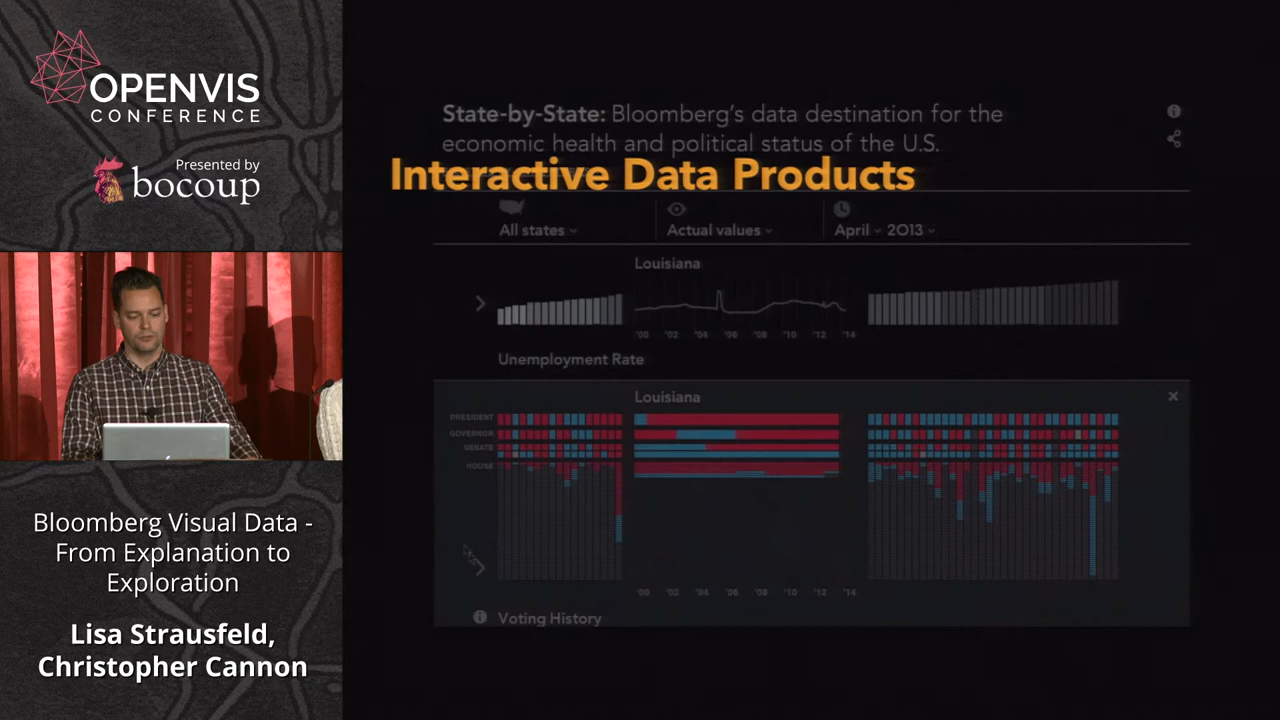 OPENVIS
CONFERENCE
Presented by
bocoup
Bloomberg Visual Data -
From Explanation to
Exploration
Lisa Strausfeld,
Christopher Cannon
State-by-State: Bloomberg's data destination for the
economic health and political status of the U.S.
Interactive Data Products
All states
Actual values
April 2013
Louisiana
'00 '02 '04 '06 '08 '10 '12 '14
Unemployment Rate
Louisiana
PRESIDENT
GOVERNOR
SENATE
HOUSE
'00 '02 '04 '06 '08 '10 '12 '14
Voting History